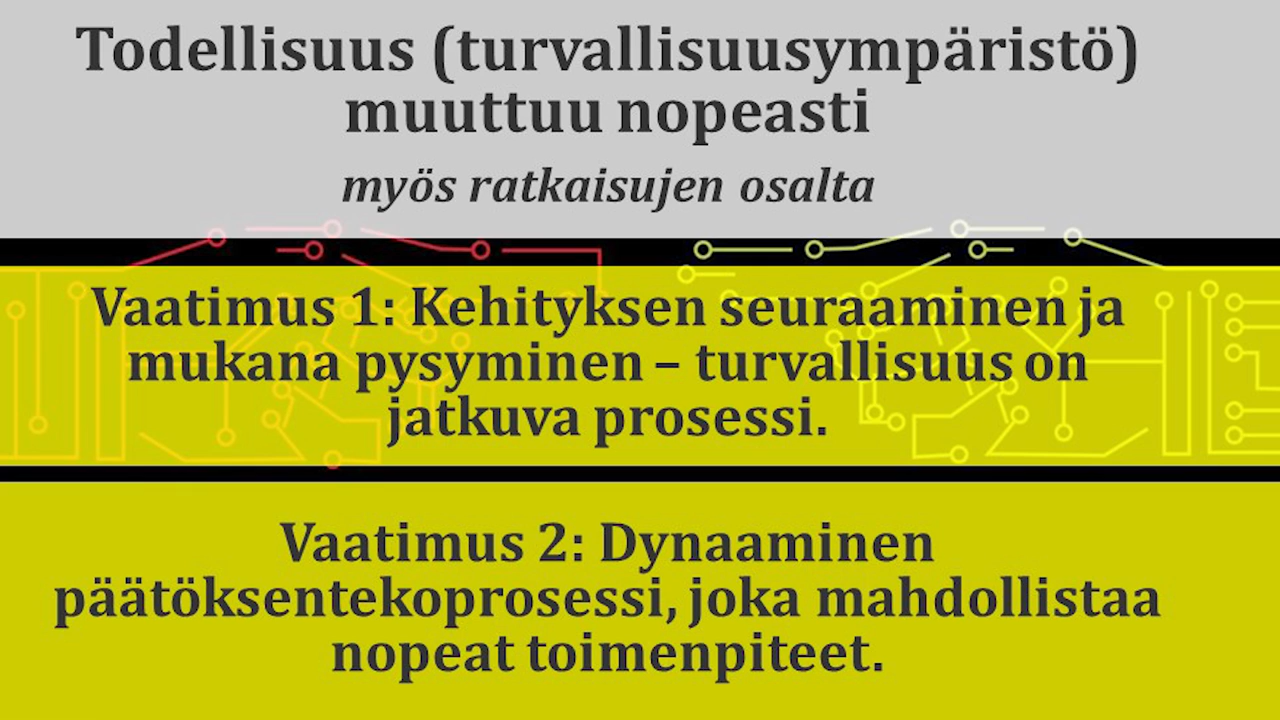 Todellisuus (turvallisuusympäristö)
muuttuu nopeasti
myös ratkaisujen osalta
Vaatimus 1: Kehityksen seuraaminen ja
mukana pysyminen – turvallisuus on
jatkuva prosessi.
Vaatimus 2: Dynaaminen
päätöksentekoprosessi, joka mahdollistaa
nopeat toimenpiteet.